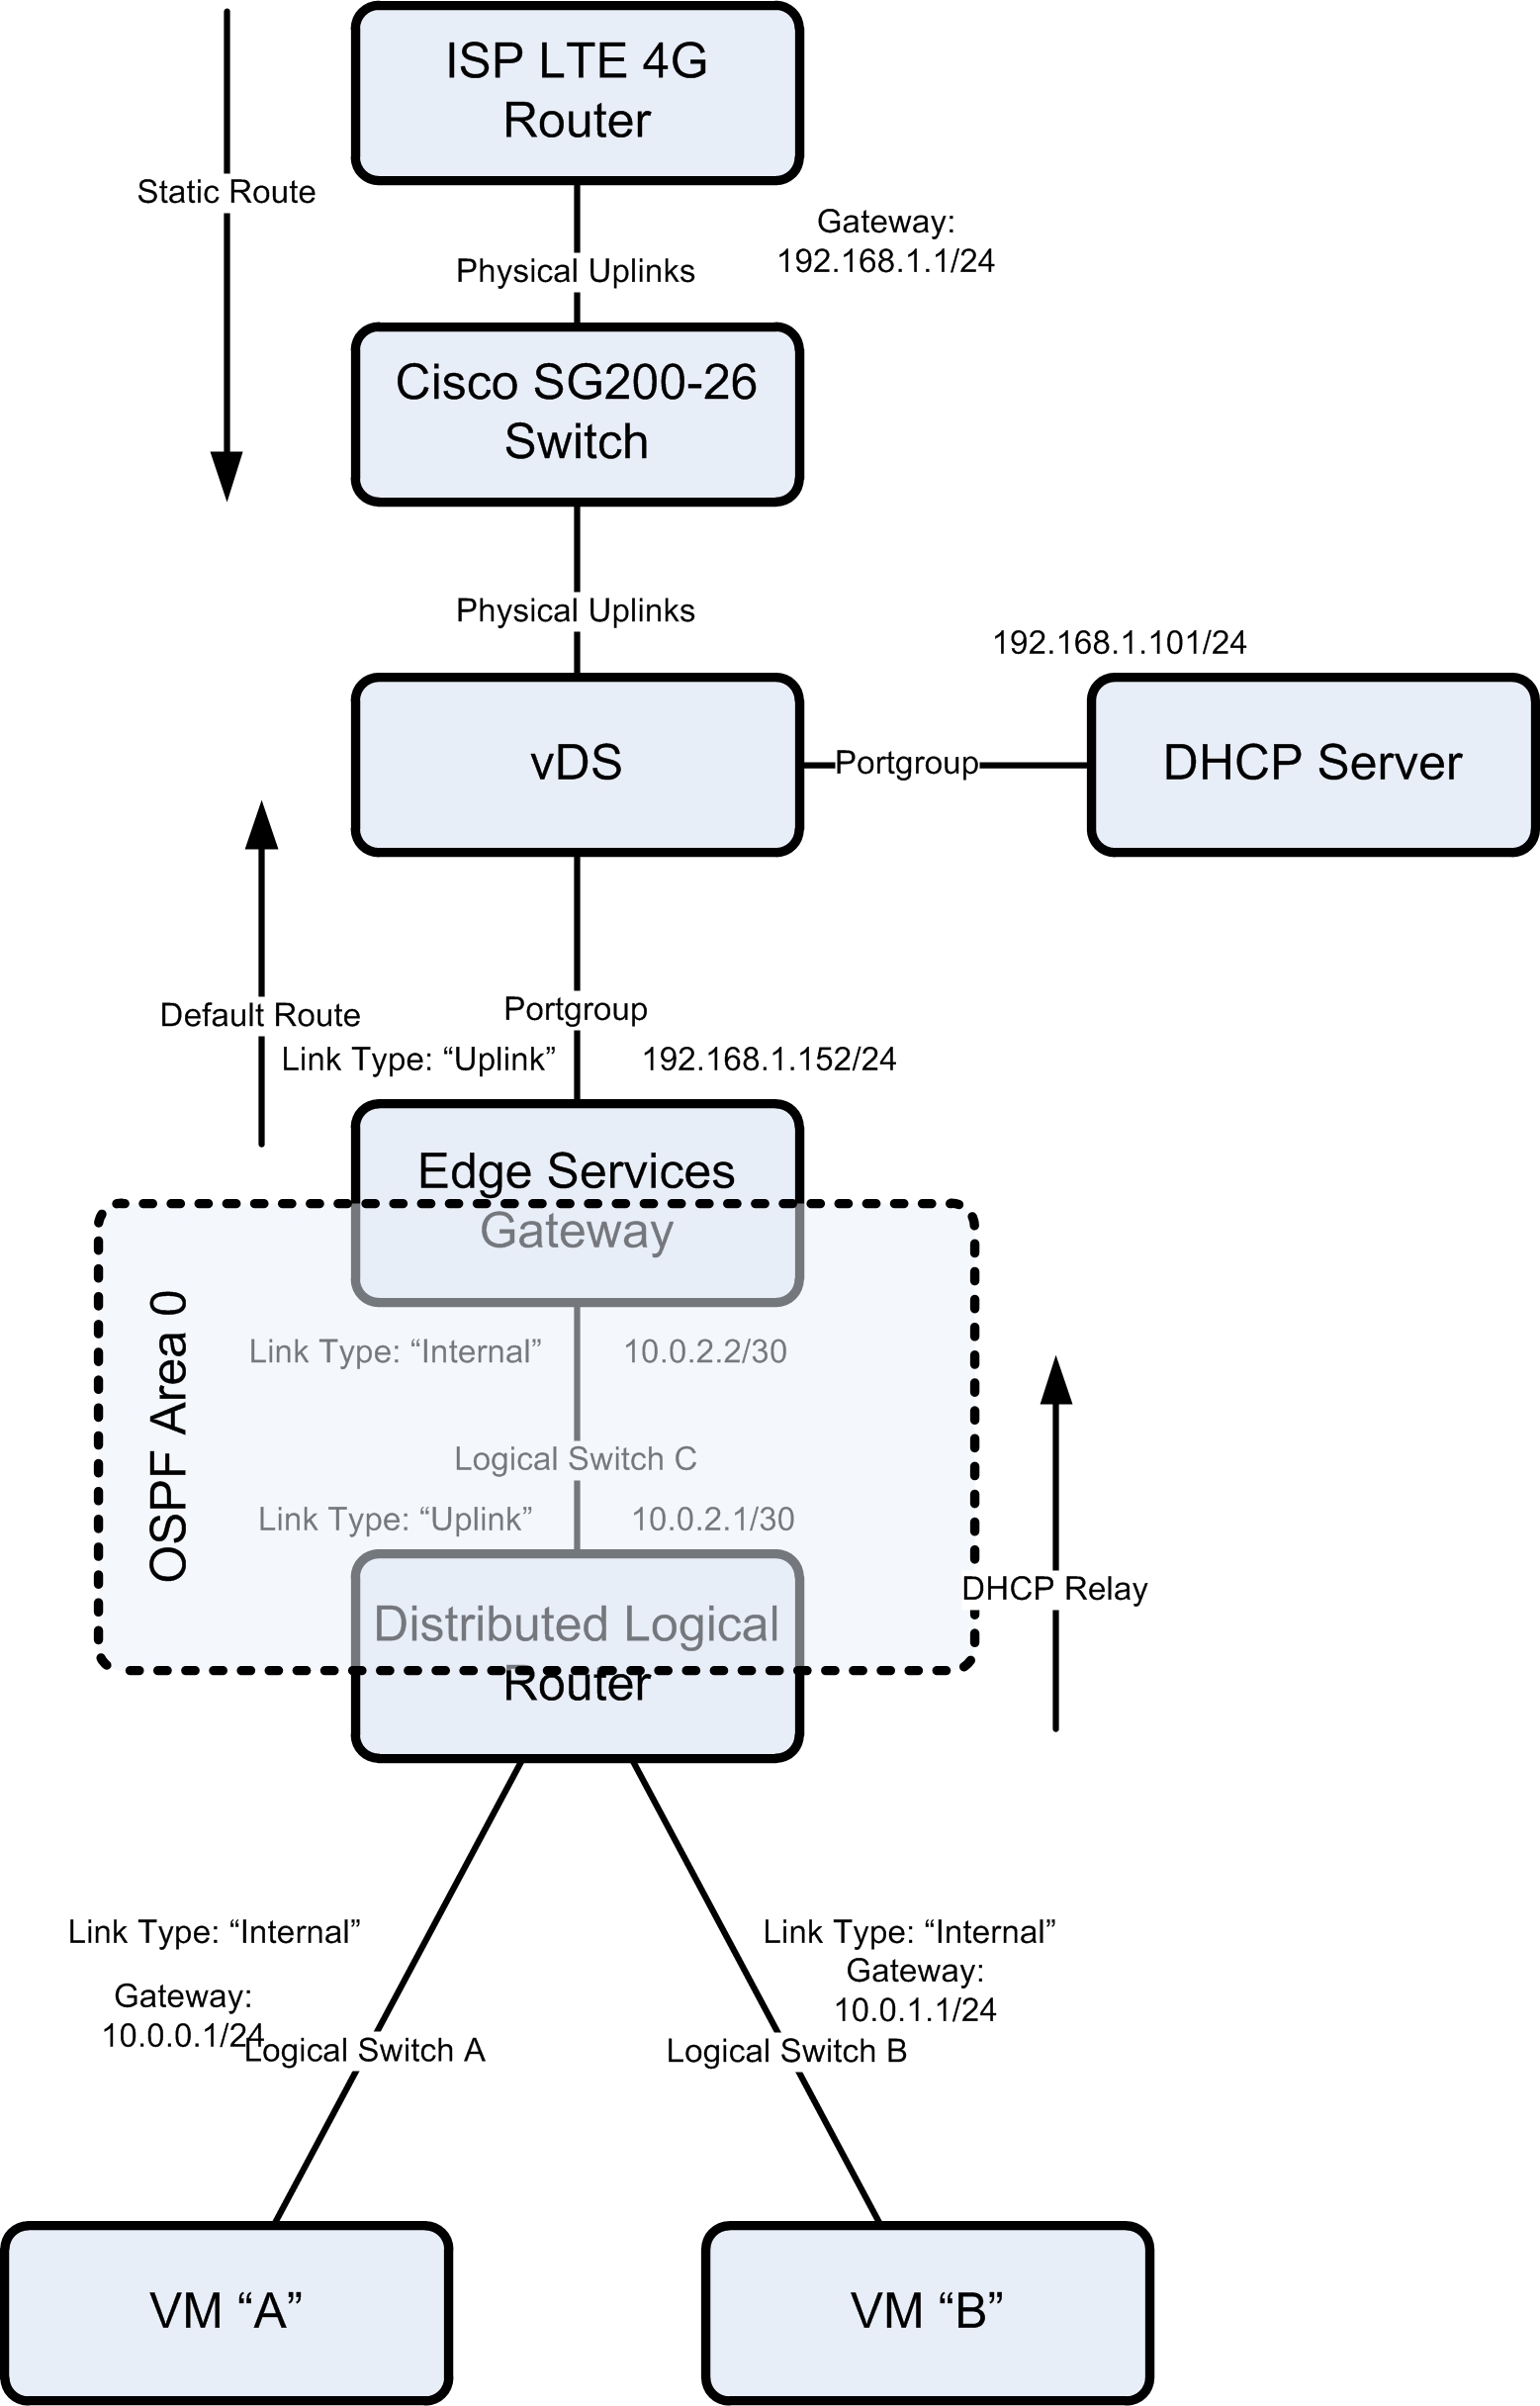 ISP LTE 4G
Router
Static Route
Gateway:
192.168.1.1/24
Physical Uplinks
Cisco SG200-26
Switch
Physical Uplinks
192.168.1.101/24
vDS
Portgroup
DHCP Server
Default Route
Portgroup
Link Type: “Uplink”
192.168.1.152/24
Edge Services
Gateway
OSPF Area 0
Link Type: “Internal”
10.0.2.2/30
Logical Switch C
Link Type: “Uplink”
10.0.2.1/30
DHCP Relay
Distributed Logical
Router
Link Type: “Internal”
Gateway:
10.0.0.1/24
Logical Switch A
Link Type: “Internal”
Gateway:
10.0.1.1/24
Logical Switch B
VM “A”
VM “B”